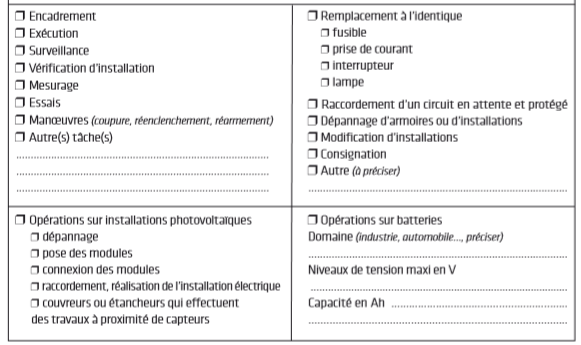 ❒ Encadrement
❒ Exécution
❒ Surveillance
❒ Vérification d'installation
❒ Mesurage
❒ Essais
❒ Manœuvres (coupure, réenclenchement, réarmement)
❒ Autre(s) tâche(s)
❒ Remplacement à l'identique
❒ fusible
❒ prise de courant
❒ interrupteur
❒ lampe
❒ Raccordement d'un circuit en attente et protégé
❒ Dépannage d'armoires ou d'installations
❒ Modification d'installations
❒ Consignation
❒ Autre (à préciser)
❒ Opérations sur installations photovoltaïques
❒ dépannage
❒ pose des modules
❒ connexion des modules
❒ raccordement, réalisation de l'installation électrique
❒ couvreurs ou étancheurs qui effectuent
des travaux à proximité de capteurs
❒ Opérations sur batteries
Domaine (industrie, automobile..., préciser)
Niveaux de tension maxi en V
Capacité en Ah